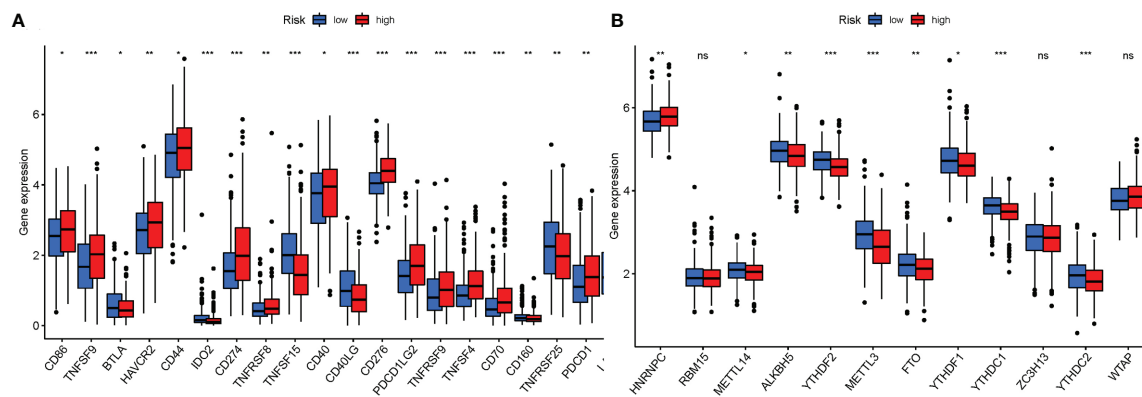 A
Risk low high
* *** * ** * *** *** ** *** * *** *** *** *** *** *** ** ** **
Gene expression
6
4
2
0
CD86
TNFSF9
BTLA
HAVCR2
CD44
IDO2
CD274
TNFRSF8
TNFSF15
CD40
CD40LG
CD276
PDCD1LG2
TNFRSF9
TNFSF4
CD70
CD160
TNFRSF25
PDCD1
B
Risk low high
** ns * ** *** *** ** * *** ns *** ns
Gene expression
6
4
2
HNRNPC
RBM15
METTL14
ALKBH5
YTHDF2
METTL3
FTO
YTHDF1
YTHDC1
ZC3H13
YTHDC2
WTAP